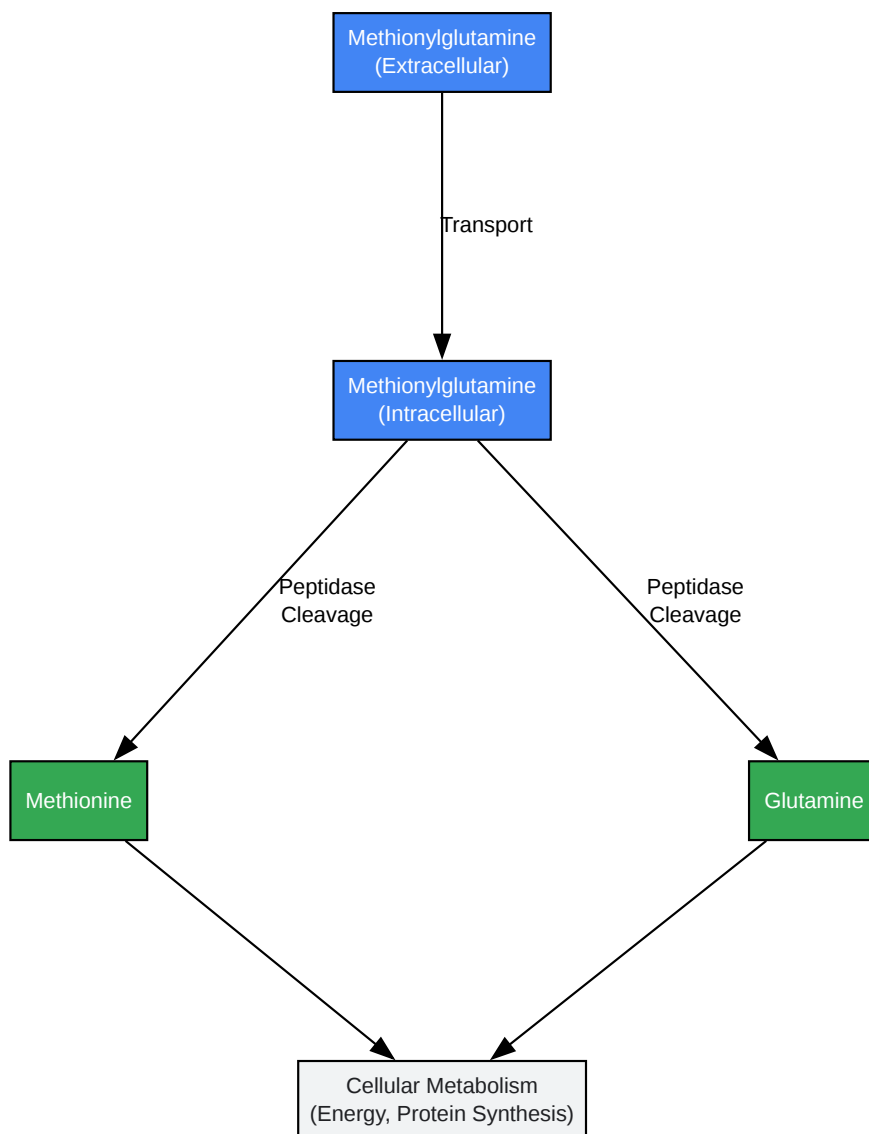 Methionylglutamine
(Extracellular)
Transport
Methionylglutamine
(Intracellular)
Peptidase
Cleavage
Peptidase
Cleavage
Methionine
Glutamine
Cellular Metabolism
(Energy, Protein Synthesis)